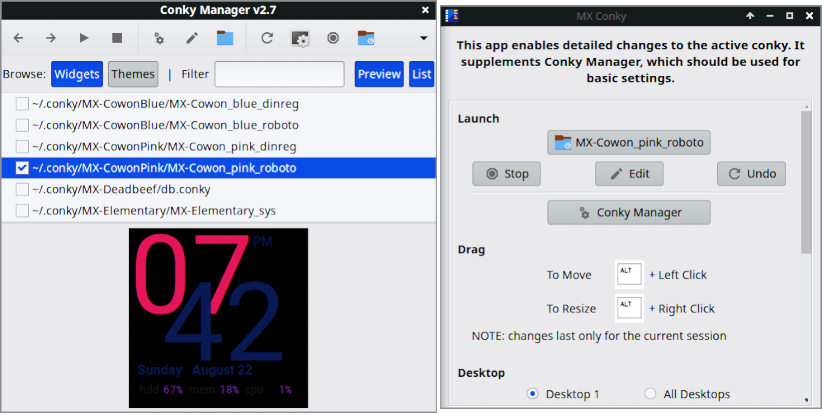 Conky Manager v2.7
Browse: Widgets Themes | Filter Preview List
~/.conky/MX-CowonBlue/MX-Cowon_blue_dinreg
~/.conky/MX-CowonBlue/MX-Cowon_blue_roboto
~/.conky/MX-CowonPink/MX-Cowon_pink_dinreg
~/.conky/MX-CowonPink/MX-Cowon_pink_roboto
~/.conky/MX-Deadbeef/db.conky
~/.conky/MX-Elementary/MX-Elementary_sys
07 PM
42
Sunday August 22
hdd 67% mem 18% cpu 1%
MX Conky
This app enables detailed changes to the active conky. It
supplements Conky Manager, which should be used for
basic settings.
Launch
MX-Cowon_pink_roboto
Stop Edit Undo
Conky Manager
Drag
To Move ALT + Left Click
To Resize ALT + Right Click
NOTE: changes last only for the current session
Desktop
Desktop 1 All Desktops